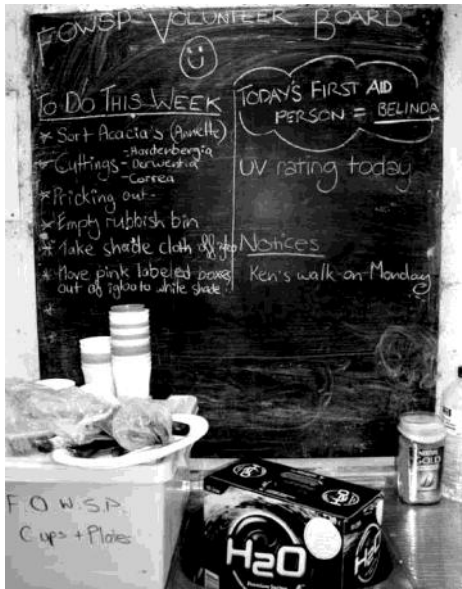 FOWSP VOLUNTEER BOARD
TO DO THIS WEEK
* Sort Acacia's (Annette)
* Cuttings - Hardenbergia
- Derwentia
- Correa
* Pricking out
* Empty rubbish bin
* Take shade cloth off
* Move pink labeled boxes
out of igloo to white shade
*
TODAY'S FIRST AID
PERSON = BELINDA
UV rating today
Notices
Ken's walk on Monday
F.O.W.S.P.
Cups + Plates
H2O
H2O
GOLD